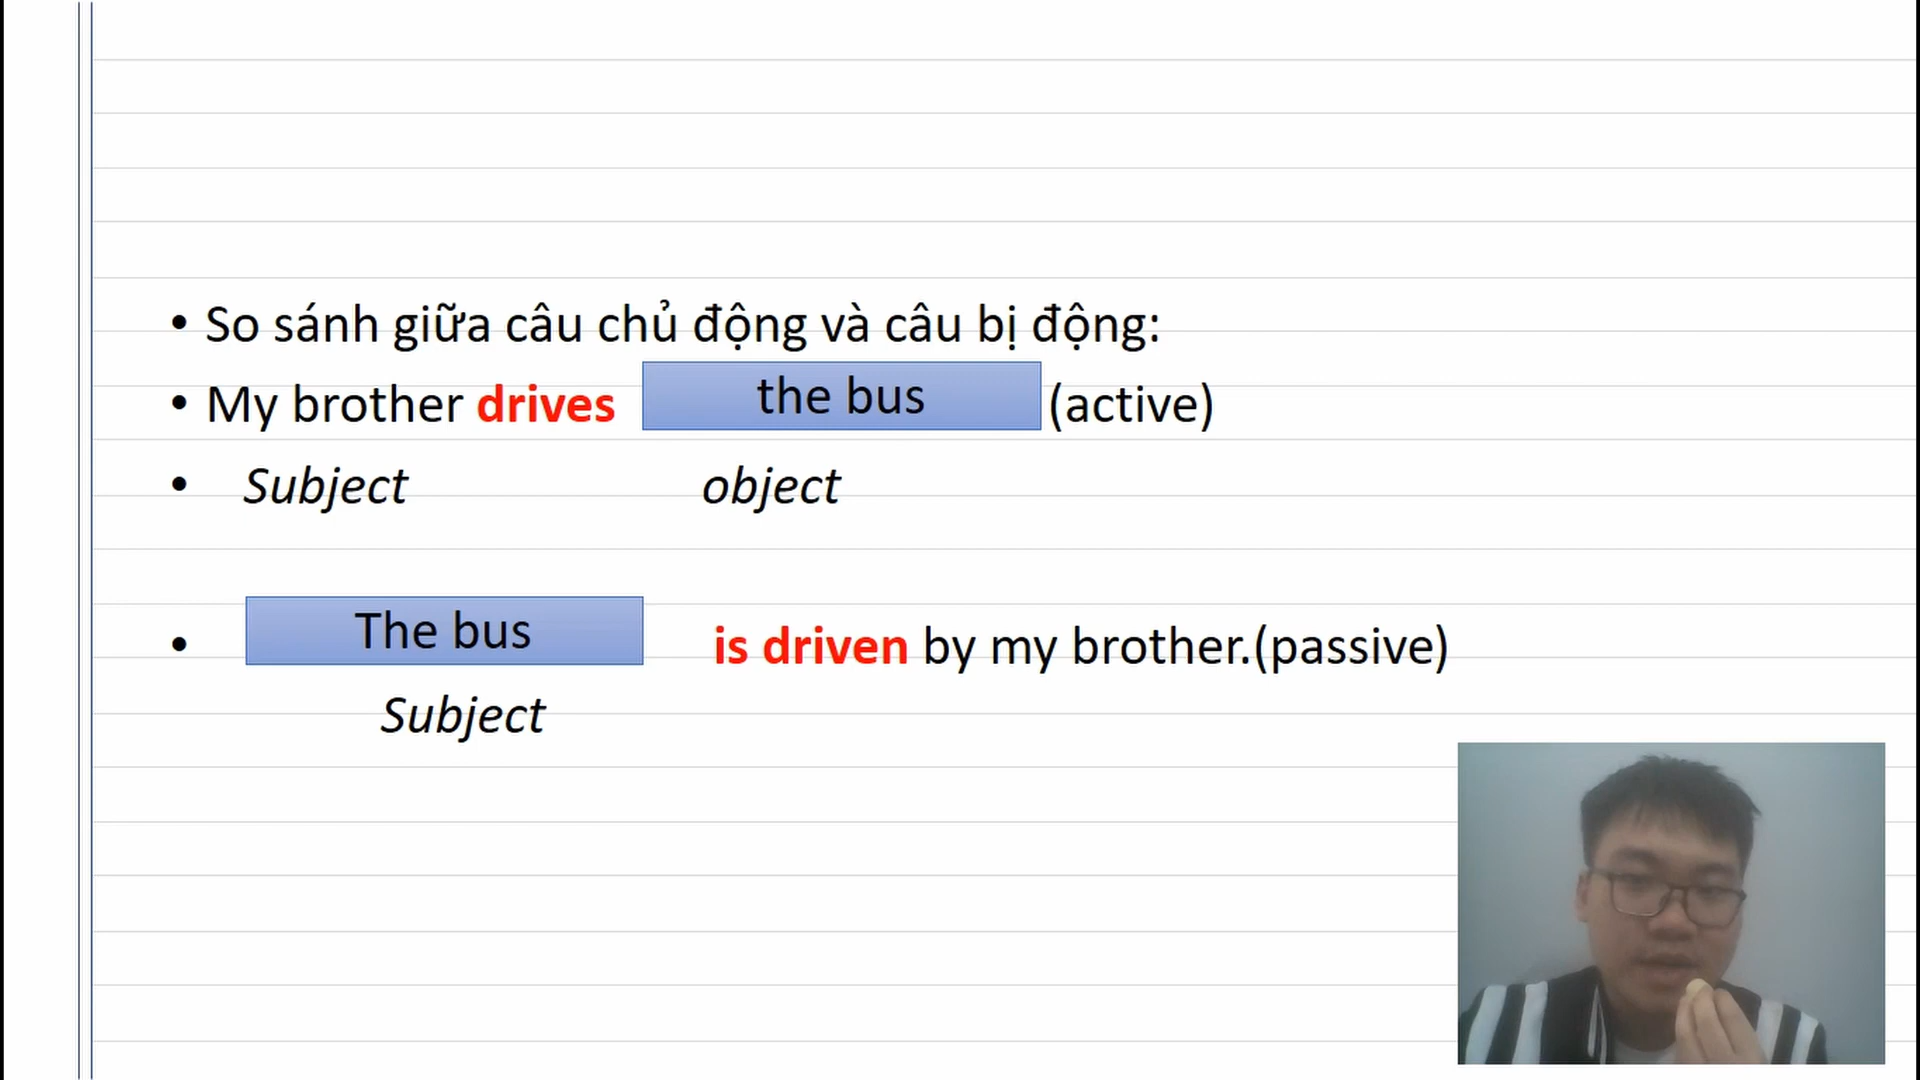 • So sánh giữa câu chủ động và câu bị động:
• My brother drives the bus (active)
• Subject object
• The bus is driven by my brother.(passive)
Subject